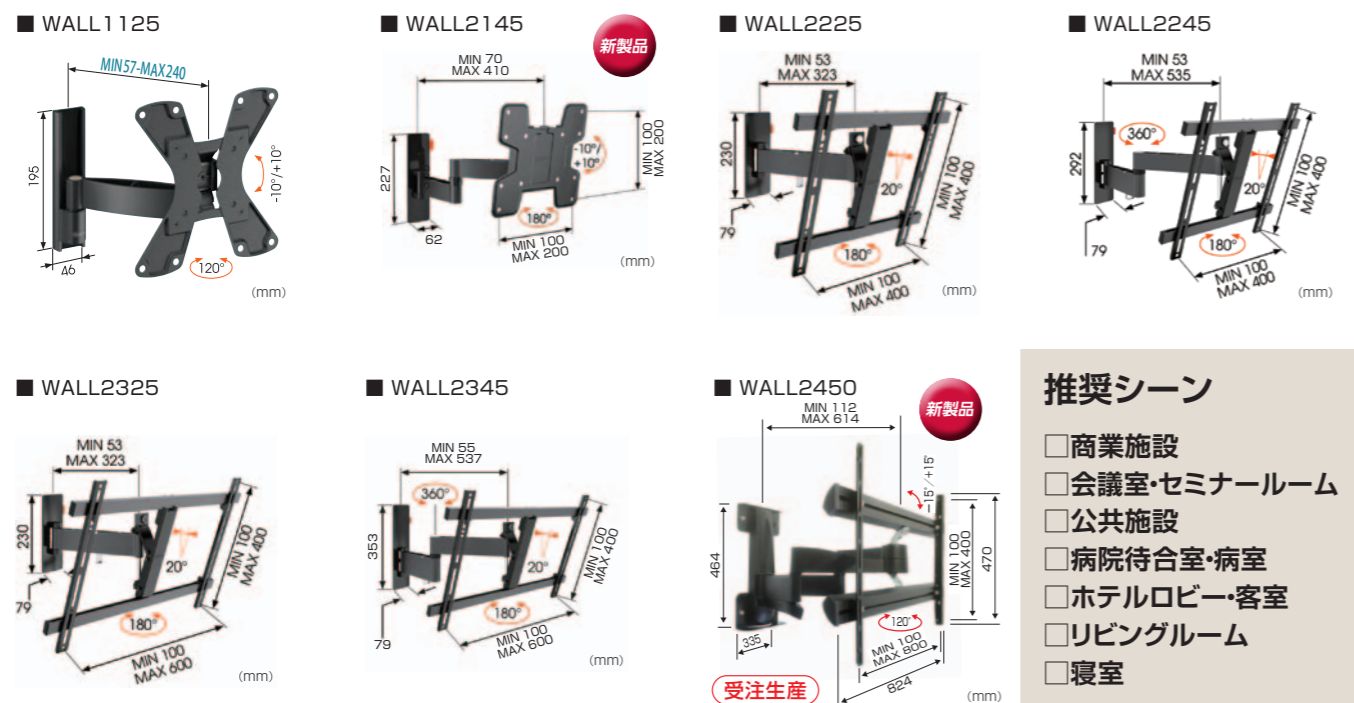 ■ WALL1125
MIN57-MAX240
195
-10°/+10°
46
120°
(mm)
■ WALL2145
新製品
MIN 70
MAX 410
227
-10°/
+10°
MIN 100
MAX 200
62
180°
MIN 100
MAX 200
(mm)
■ WALL2225
MIN 53
MAX 323
230
20°
MIN 100
MAX 400
79
180°
MIN 100
MAX 400
(mm)
■ WALL2245
MIN 53
MAX 535
360°
292
20°
MIN 100
MAX 400
79
180°
MIN 100
MAX 400
(mm)
■ WALL2325
MIN 53
MAX 323
230
20°
MIN 100
MAX 400
79
180°
MIN 100
MAX 600
(mm)
■ WALL2345
MIN 55
MAX 537
360°
353
20°
MIN 100
MAX 400
79
180°
MIN 100
MAX 600
(mm)
■ WALL2450
新製品
MIN 112
MAX 614
-15°/+15°
464
MIN 100
MAX 400
470
335
120°
MIN 100
MAX 800
824
受注生産
(mm)
推奨シーン
□商業施設
□会議室・セミナールーム
□公共施設
□病院待合室・病室
□ホテルロビー・客室
□リビングルーム
□寝室